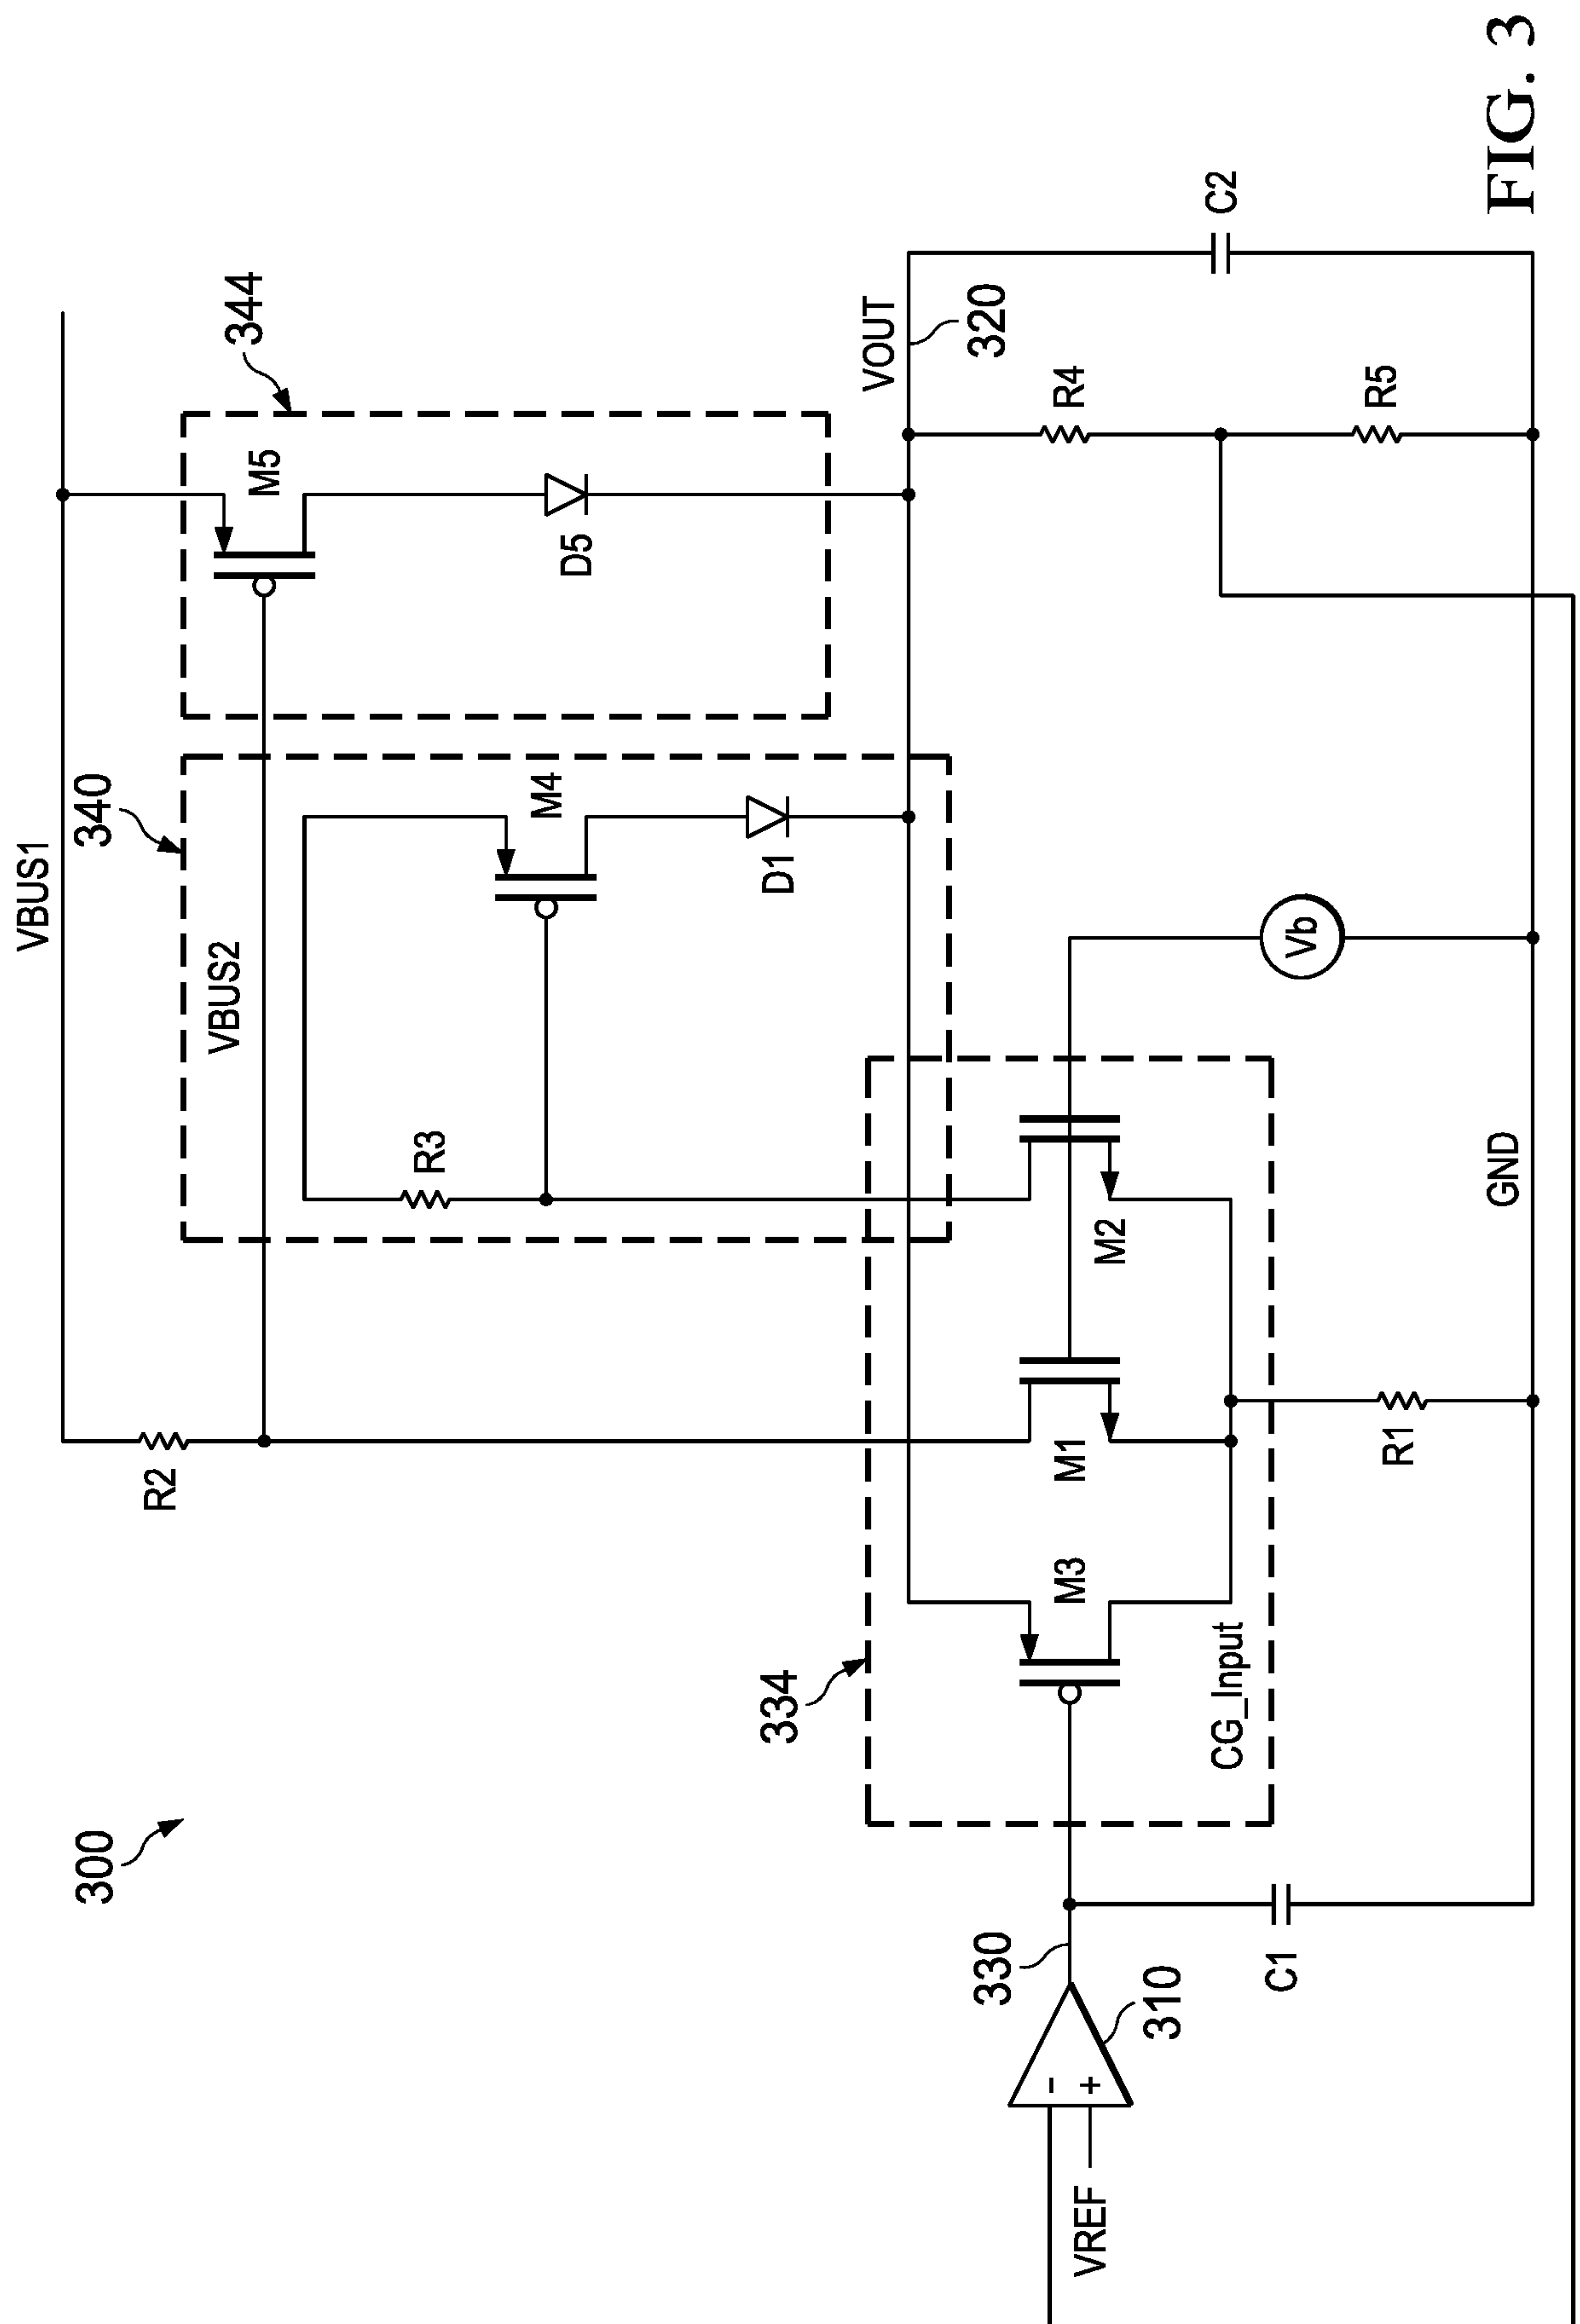 300
VBUS1
340
344
R2
VBUS2
M5
R3
M4
D5
D1
VOUT
320
334
M3
M1
M2
CG_Input
330
310
-
+
VREF
C1
R1
Vb
GND
R4
R5
C2
FIG. 3